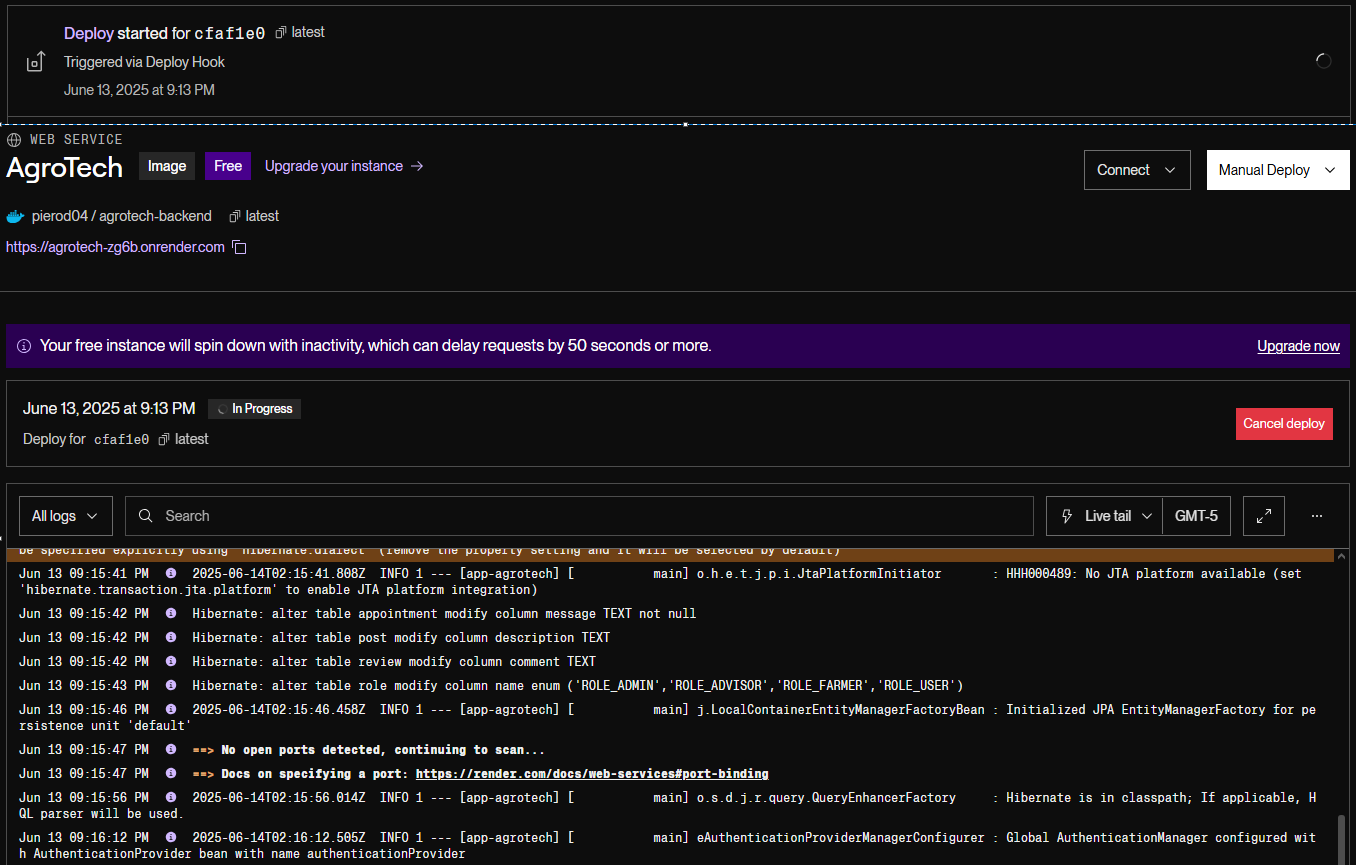 Deploy started for cfaf1e0 latest
Triggered via Deploy Hook
June 13, 2025 at 9:13 PM
WEB SERVICE
AgroTech Image Free Upgrade your instance → Connect Manual Deploy
pierod04 / agrotech-backend latest
https://agrotech-zg6b.onrender.com
Your free instance will spin down with inactivity, which can delay requests by 50 seconds or more. Upgrade now
June 13, 2025 at 9:13 PM In Progress
Deploy for cfaf1e0 latest Cancel deploy
All logs Search Live tail GMT-5 ...
be specified explicitly using 'hibernate.dialect' (remove the property setting and it will be selected by default)
Jun 13 09:15:41 PM 2025-06-14T02:15:41.808Z INFO 1 --- [app-agrotech] [ main] o.h.e.t.j.p.i.JtaPlatformInitiator : HHH000489: No JTA platform available (set
'hibernate.transaction.jta.platform' to enable JTA platform integration)
Jun 13 09:15:42 PM Hibernate: alter table appointment modify column message TEXT not null
Jun 13 09:15:42 PM Hibernate: alter table post modify column description TEXT
Jun 13 09:15:42 PM Hibernate: alter table review modify column comment TEXT
Jun 13 09:15:43 PM Hibernate: alter table role modify column name enum ('ROLE_ADMIN','ROLE_ADVISOR','ROLE_FARMER','ROLE_USER')
Jun 13 09:15:46 PM 2025-06-14T02:15:46.458Z INFO 1 --- [app-agrotech] [ main] j.LocalContainerEntityManagerFactoryBean : Initialized JPA EntityManagerFactory for pe
rsistence unit 'default'
Jun 13 09:15:47 PM ==> No open ports detected, continuing to scan...
Jun 13 09:15:47 PM ==> Docs on specifying a port: https://render.com/docs/web-services#port-binding
Jun 13 09:15:56 PM 2025-06-14T02:15:56.014Z INFO 1 --- [app-agrotech] [ main] o.s.d.j.r.query.QueryEnhancerFactory : Hibernate is in classpath; If applicable, H
QL parser will be used.
Jun 13 09:16:12 PM 2025-06-14T02:16:12.505Z INFO 1 --- [app-agrotech] [ main] eAuthenticationProviderManagerConfigurer : Global AuthenticationManager configured wit
h AuthenticationProvider bean with name authenticationProvider